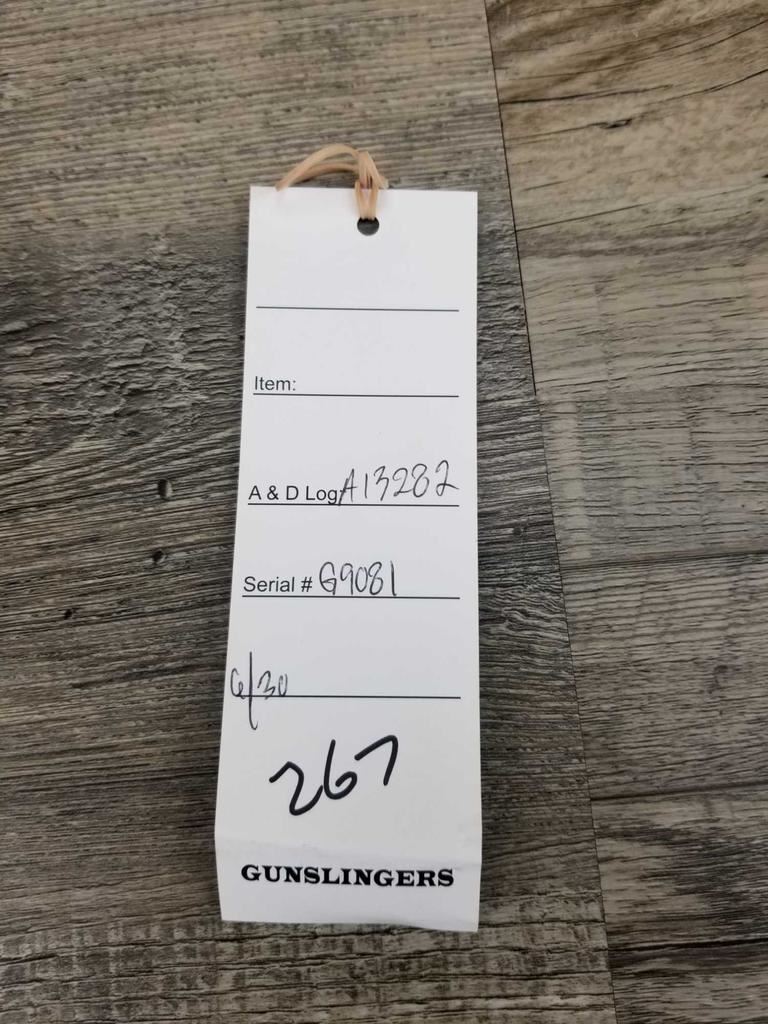 Item:
A & D Log: A13282
Serial # G9081
6/30
267
GUNSLINGERS